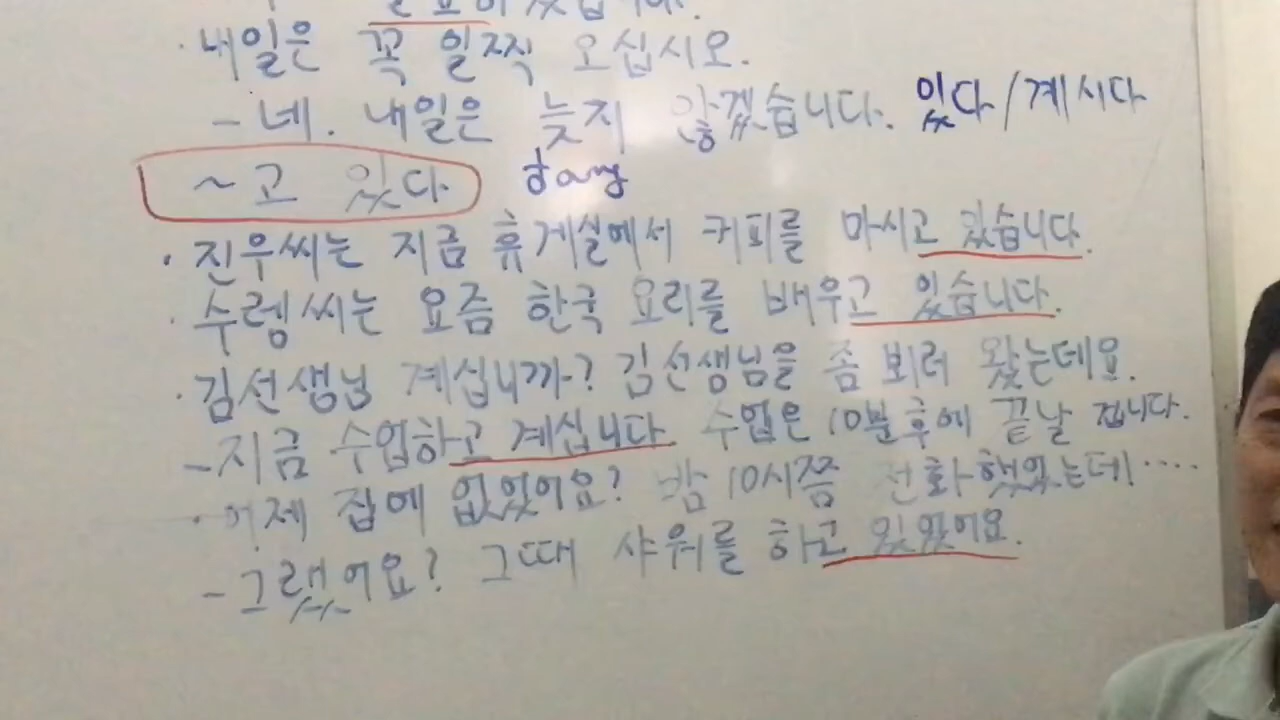 · 내일은 꼭 일찍 오십시오.
- 네. 내일은 늦지 않겠습니다. 있다/계시다
~고 있다 đang
· 진우씨는 지금 휴게실에서 커피를 마시고 있습니다.
· 수렝씨는 요즘 한국 요리를 배우고 있습니다.
· 김선생님 계십니까? 김선생님을 좀 뵈러 왔는데요.
- 지금 수업하고 계십니다 수업은 10분후에 끝날 겁니다.
· 어제 집에 없었어요? 밤 10시쯤 전화했었는데....
- 그랬어요? 그때 샤워를 하고 있었어요.